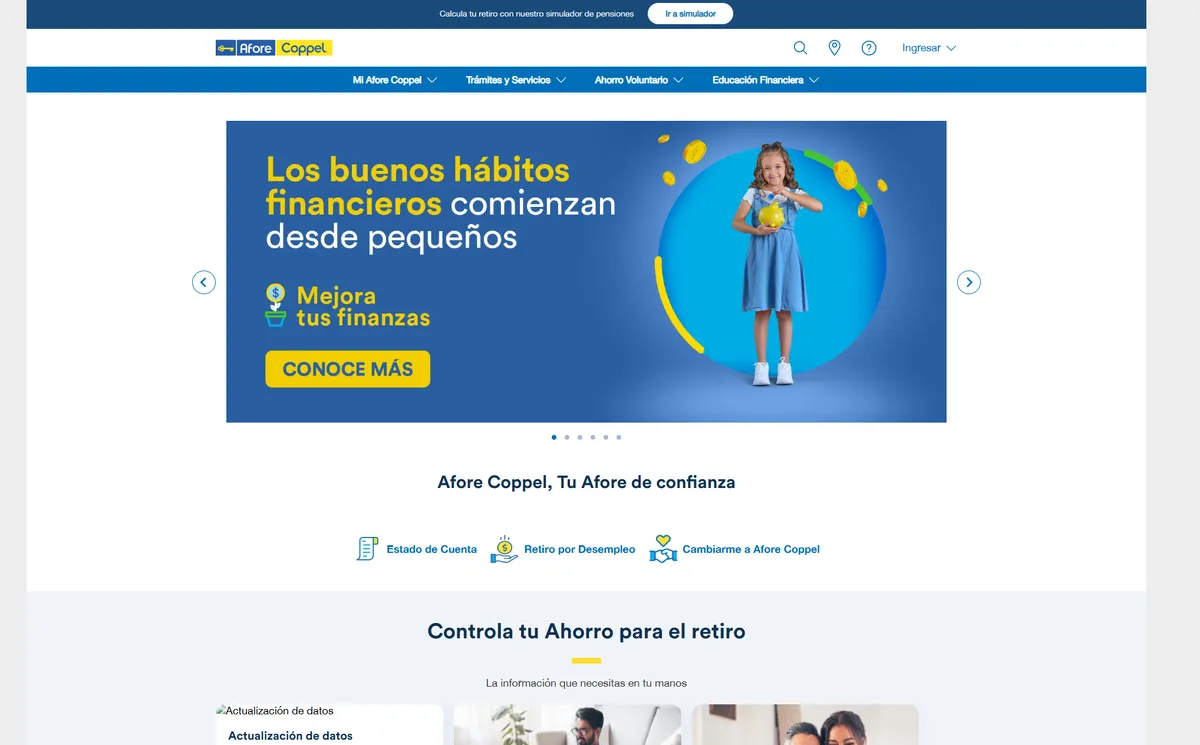 Calcula tu retiro con nuestro simulador de pensiones Ir a simulador
Afore Coppel
Ingresar
Mi Afore Coppel Trámites y Servicios Ahorro Voluntario Educación Financiera
Los buenos hábitos
financieros comienzan
desde pequeños
$ Mejora
tus finanzas
CONOCE MÁS
Afore Coppel, Tu Afore de confianza
Estado de Cuenta $ Retiro por Desempleo Cambiarme a Afore Coppel
Controla tu Ahorro para el retiro
La información que necesitas en tu manos
Actualización de datos
Actualización de datos